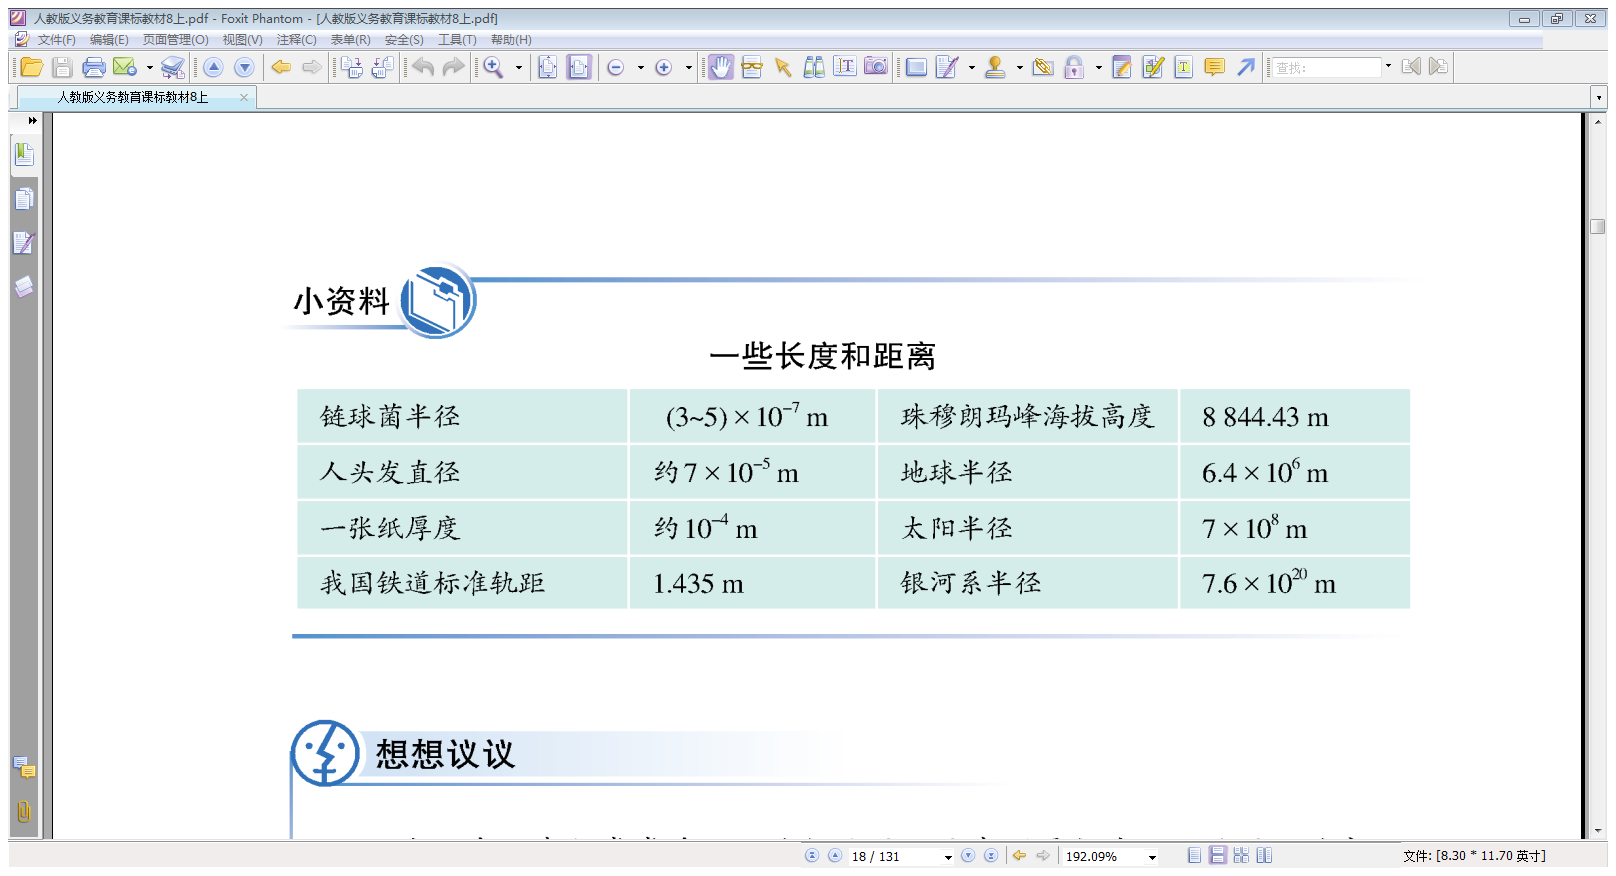 人教版义务教育课标教材8上.pdf - Foxit Phantom - [人教版义务教育课标教材8上.pdf]
文件(F) 编辑(E) 页面管理(O) 视图(V) 注释(C) 表单(R) 安全(S) 工具(T) 帮助(H)
查找:
人教版义务教育课标教材8上
小资料
一些长度和距离
链球菌半径 (3~5) × 10⁻⁷ m 珠穆朗玛峰海拔高度 8 844.43 m
人头发直径 约 7 × 10⁻⁵ m 地球半径 6.4 × 10⁶ m
一张纸厚度 约 10⁻⁴ m 太阳半径 7 × 10⁸ m
我国铁道标准轨距 1.435 m 银河系半径 7.6 × 10²⁰ m
想想议议
18 / 131 192.09% 文件: [8.30 * 11.70 英寸]